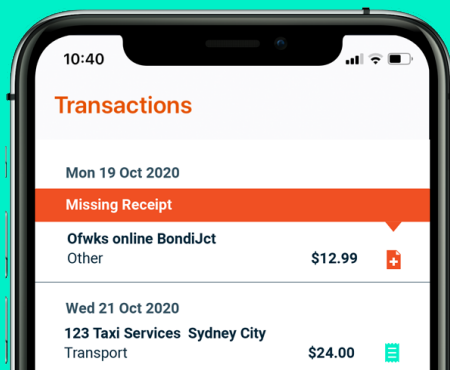 10:40
Transactions
Mon 19 Oct 2020
Missing Receipt
Ofwks online BondiJct
Other $12.99
Wed 21 Oct 2020
123 Taxi Services Sydney City
Transport $24.00